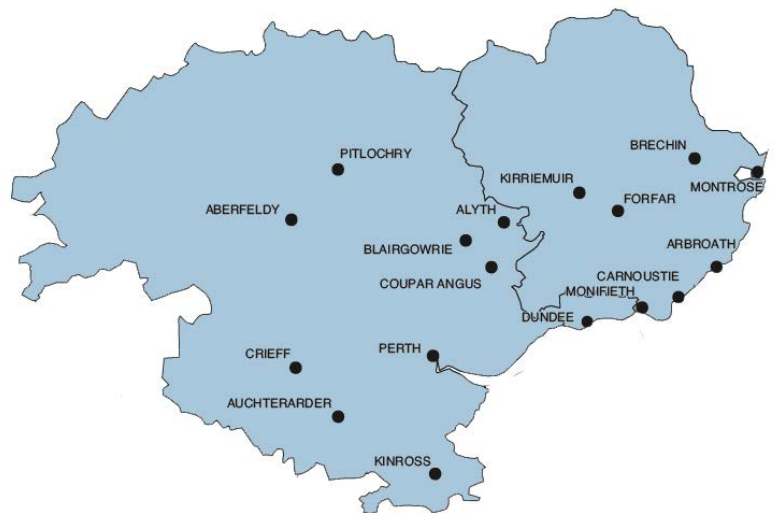 BRECHIN
PITLOCHRY
KIRRIEMUIR
MONTROSE
FORFAR
ABERFELDY
ALYTH
ARBROATH
BLAIRGOWRIE
CARNOUSTIE
COUPAR ANGUS
MONIFIETH
DUNDEE
PERTH
CRIEFF
AUCHTERARDER
KINROSS